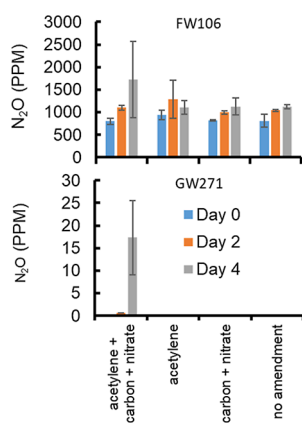 FW106
N₂O (PPM)
3000
2500
2000
1500
1000
500
0
GW271
N₂O (PPM)
30
25
20
15
10
5
0
Day 0
Day 2
Day 4
acetylene +
carbon + nitrate
acetylene
carbon + nitrate
no amendment